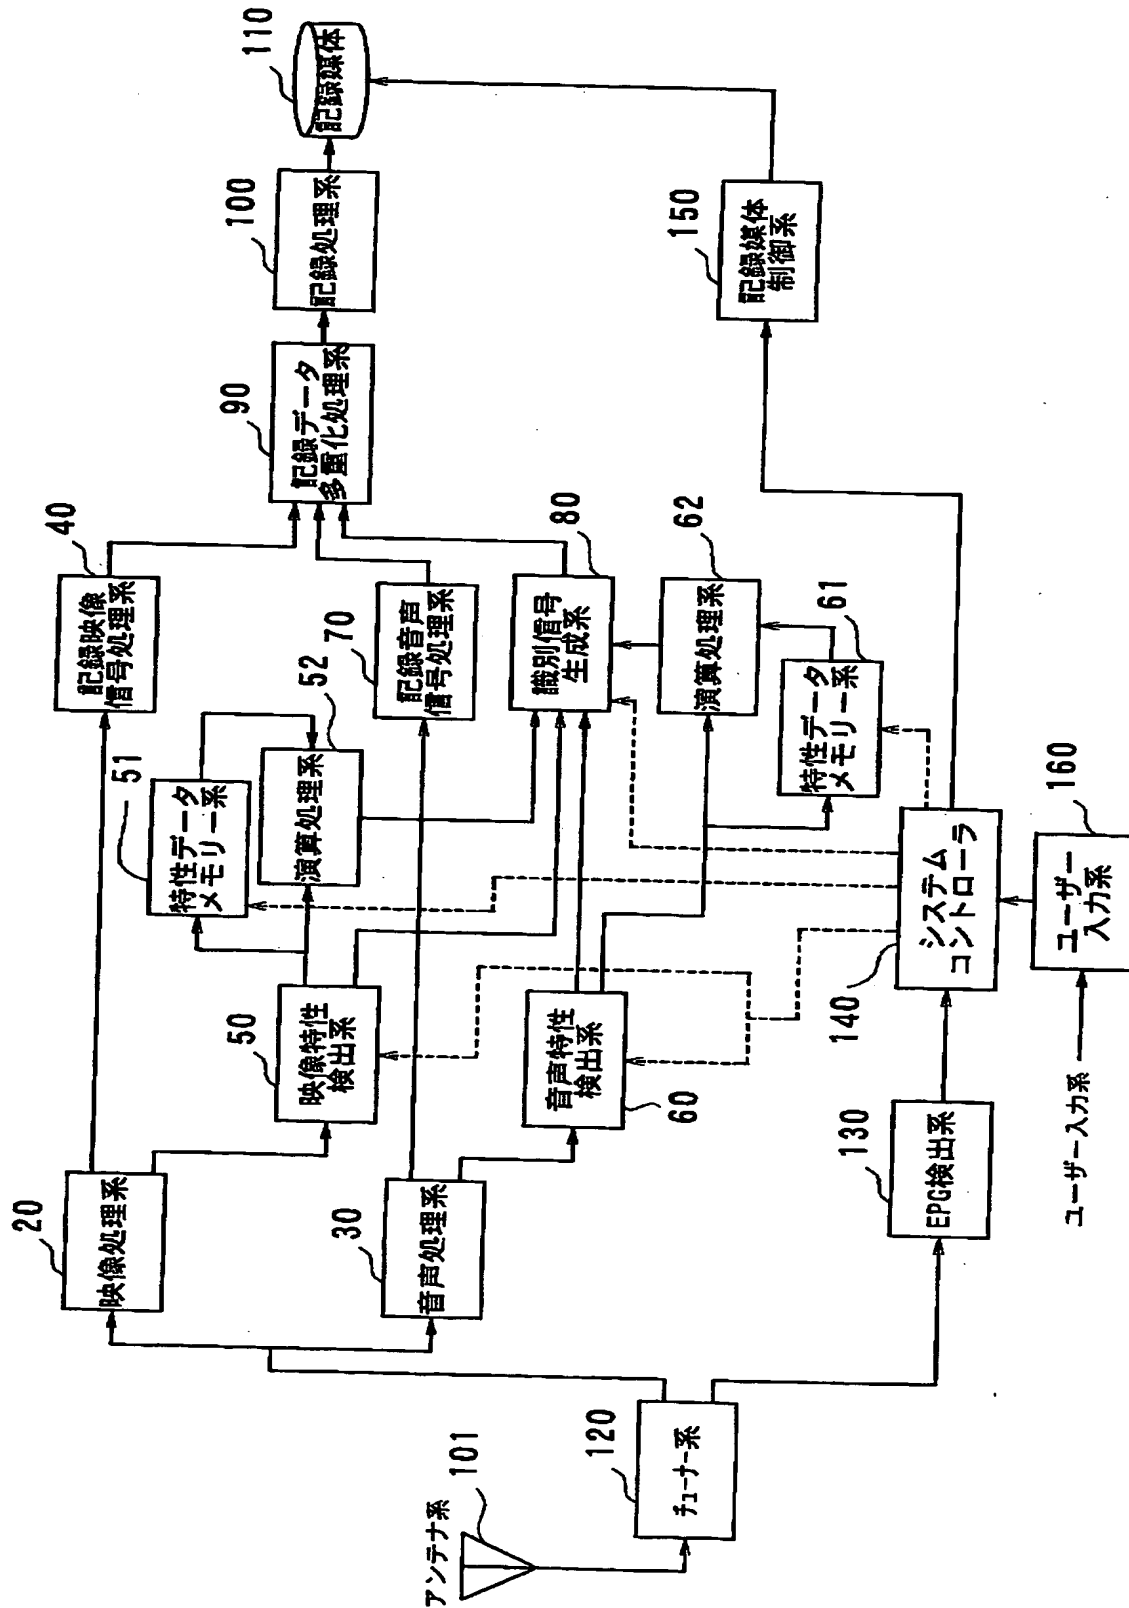 アンテナ系
101
120
チューナー系
20
映像処理系
30
音声処理系
130
EPG検出系
50
映像特性
検出系
60
音声特性
検出系
51
特性データ
メモリー系
52
演算処理系
40
記録映像
信号処理系
70
記録音声
信号処理系
80
識別信号
生成系
62
演算処理系
61
特性データ
メモリー系
140
システム
コントローラ
ユーザー入力系
160
ユーザー
入力系
90
記録データ
多重化処理系
100
記録処理系
110
記録媒体
150
記録媒体
制御系